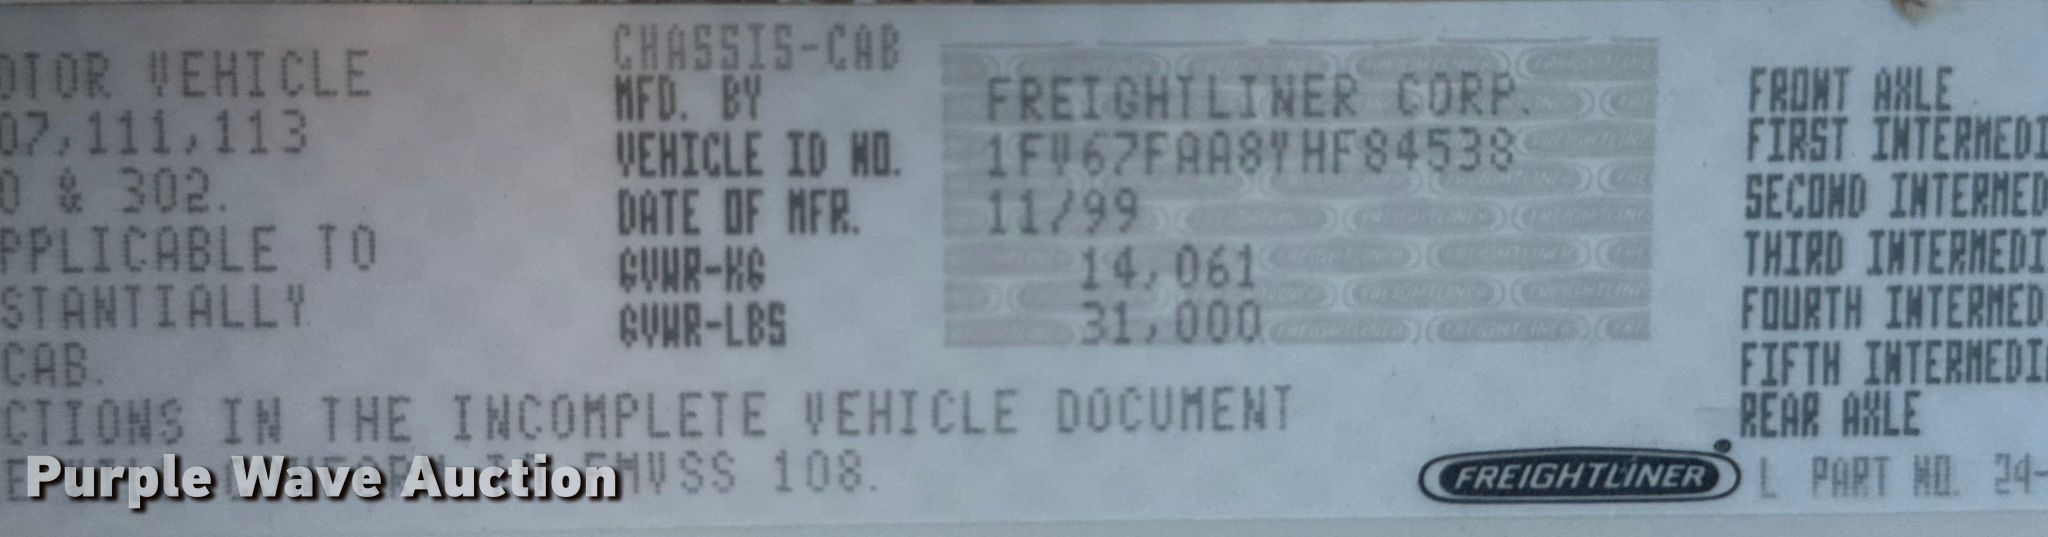 OTOR VEHICLE
07,111,113
0 & 302.
PPLICABLE TO
STANTIALLY
CAB.
CTIONS IN THE INCOMPLETE VEHICLE DOCUMENT
FMVSS 108.
CHASSIS-CAB
MFD. BY FREIGHTLINER CORP.
VEHICLE ID NO. 1FV67FAA8YHF84538
DATE OF MFR. 11/99
GVWR-KG 14,061
GVWR-LBS 31,000
FRONT AXLE
FIRST INTERMEDI
SECOND INTERMED
THIRD INTERMEDI
FOURTH INTERMED
FIFTH INTERMEDI
REAR AXLE
FREIGHTLINER
L PART NO. 24-
Purple Wave Auction